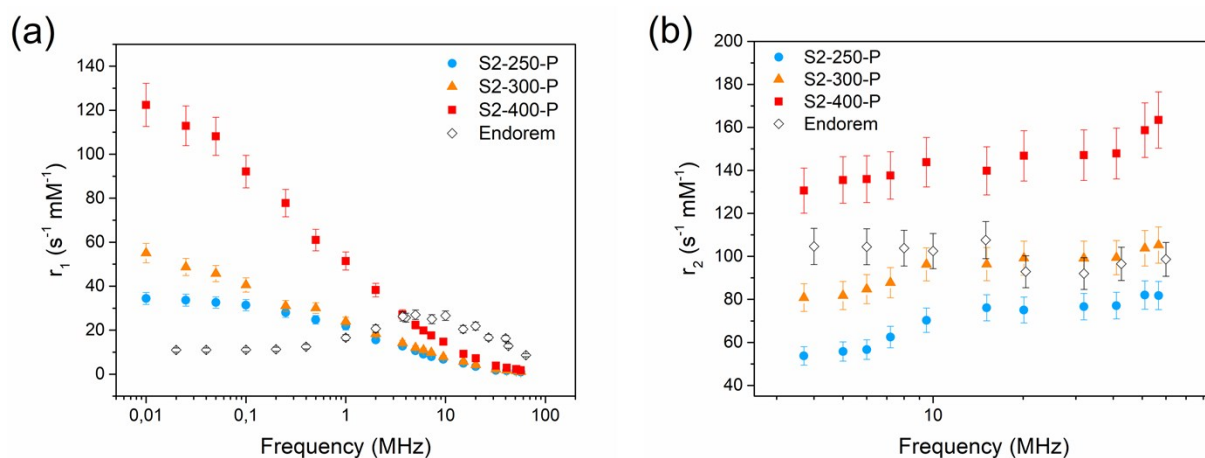 (a)
S2-250-P
S2-300-P
S2-400-P
Endorem
r₁ (s⁻¹ mM⁻¹)
140
120
100
80
60
40
20
0
0,01 0,1 1 10 100
Frequency (MHz)
(b)
S2-250-P
S2-300-P
S2-400-P
Endorem
r₂ (s⁻¹ mM⁻¹)
200
180
160
140
120
100
80
60
40
10
Frequency (MHz)